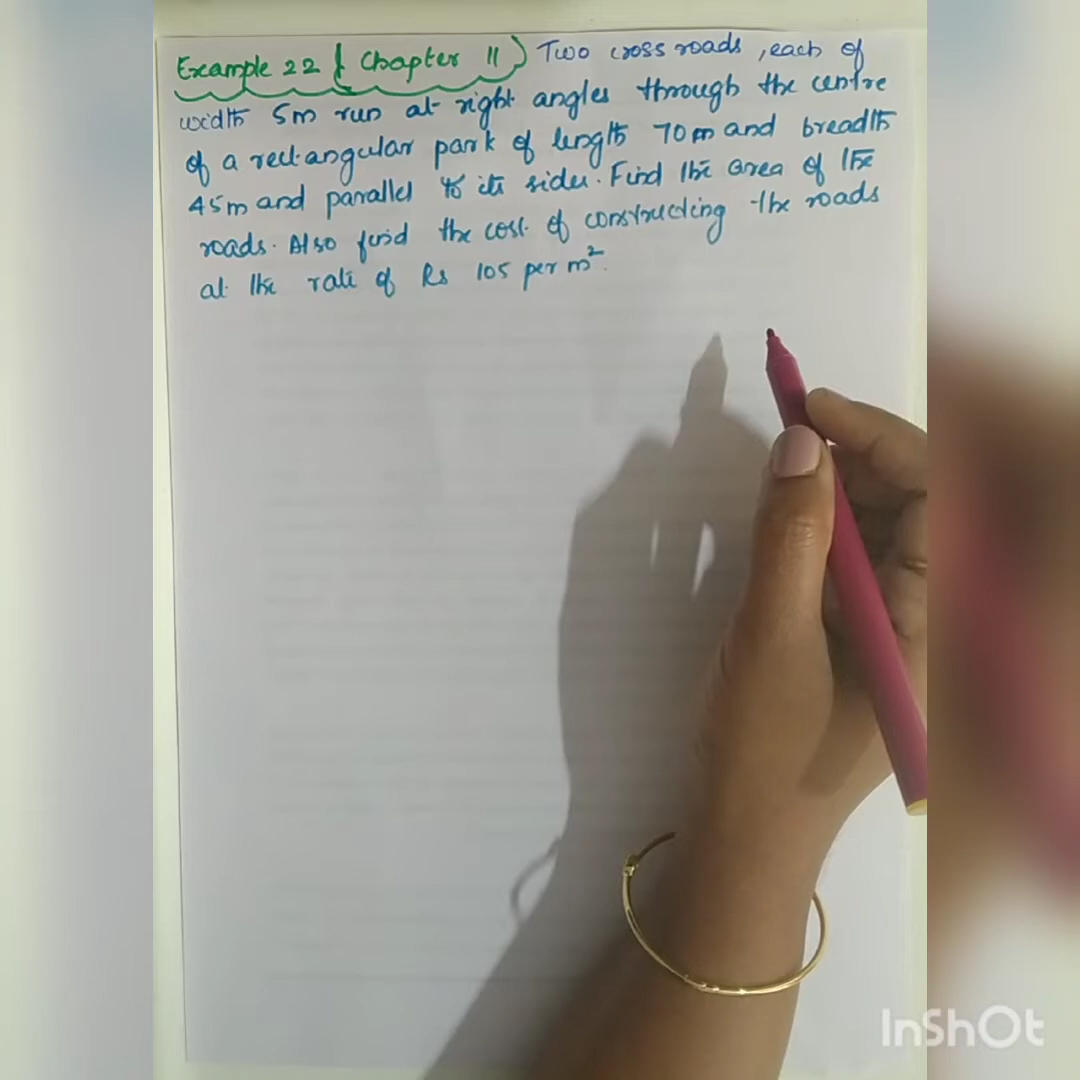 Example 22 { Chapter 11 } Two cross roads , each of
width 5m run at right angles through the centre
of a rectangular park of length 70m and breadth
45m and parallel to its sides. Find the area of the
roads. Also find the cost of constructing the roads
at the rate of Rs 105 per m².
InShOt